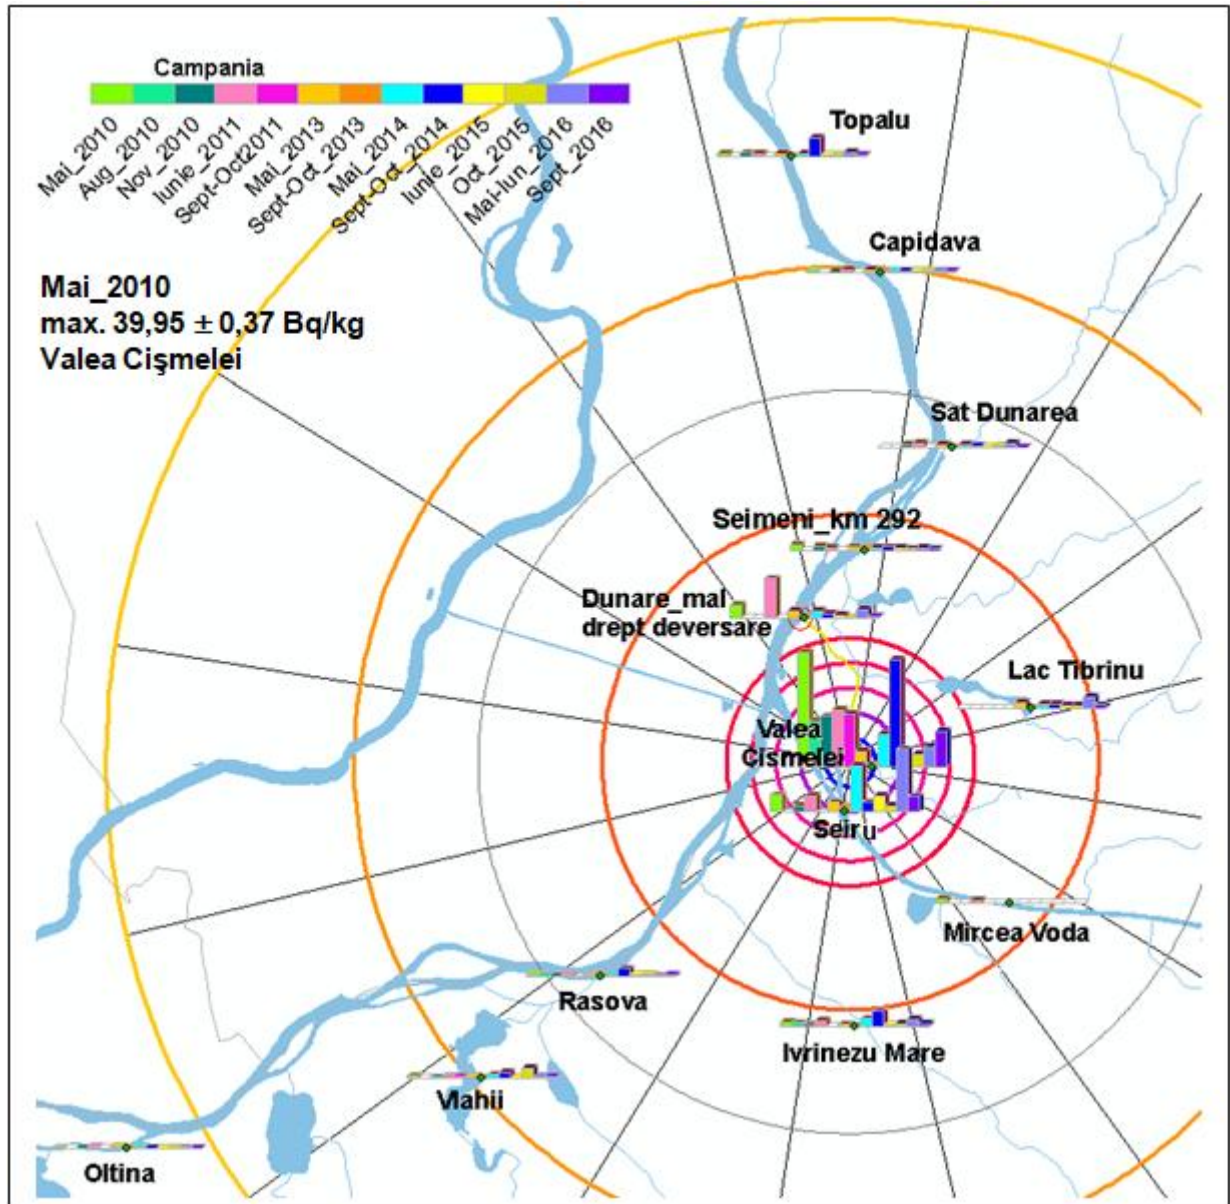 Campania
Mai_2010
Aug_2010
Nov_2010
Iunie_2011
Sept-Oct2011
Mai_2013
Sept-Oct_2013
Mai_2014
Sept-Oct_2014
Iunie_2015
Oct_2015
Mai-Iun_2016
Sept_2016
Mai_2010
max. 39,95 ± 0,37 Bq/kg
Valea Cişmelei
Topalu
Capidava
Sat Dunarea
Seimeni_km 292
Dunare_mal
drept deversare
Lac Tibrinu
Valea
Cismelei
Seiru
Mircea Voda
Rasova
Ivrinezu Mare
Vlahii
Oltina